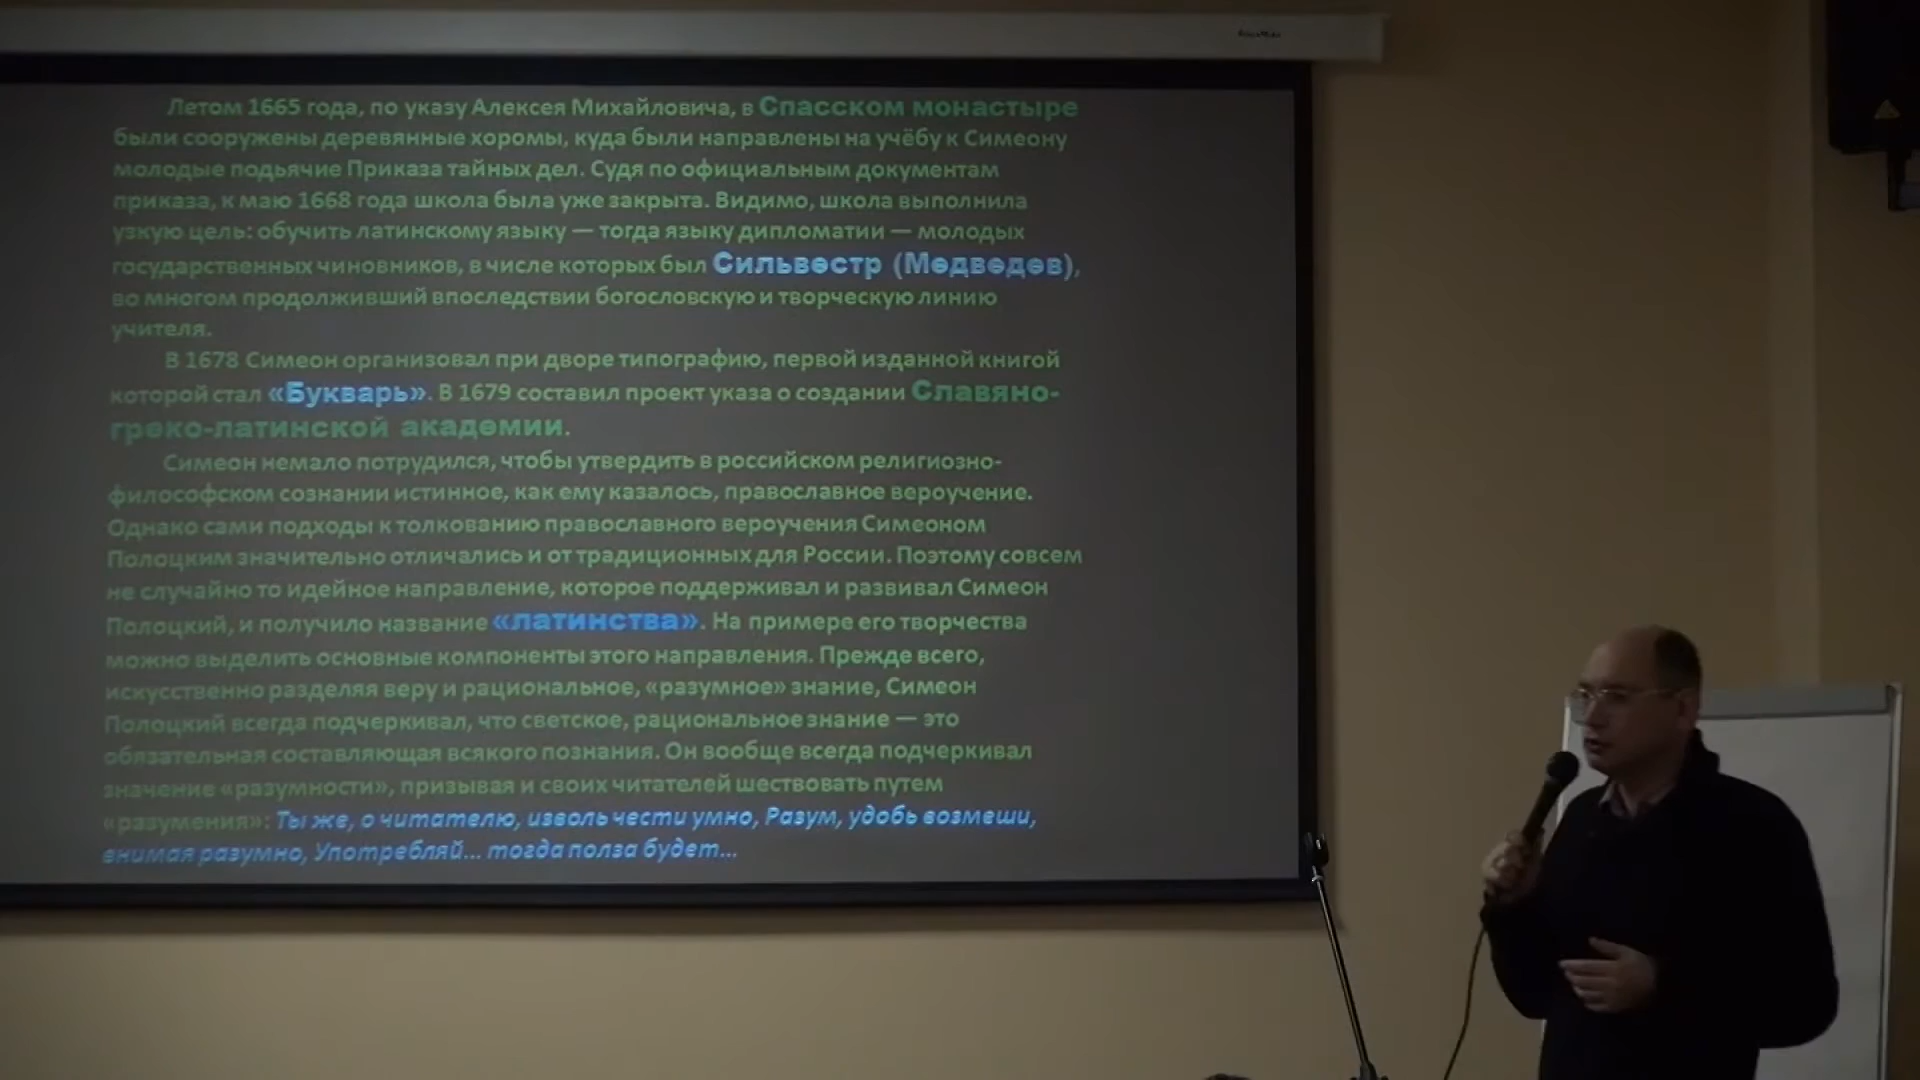 Летом 1665 года, по указу Алексея Михайловича, в Спасском монастыре
были сооружены деревянные хоромы, куда были направлены на учёбу к Симеону
молодые подьячие Приказа тайных дел. Судя по официальным документам
приказа, к маю 1668 года школа была уже закрыта. Видимо, школа выполнила
узкую цель: обучить латинскому языку — тогда языку дипломатии — молодых
государственных чиновников, в числе которых был Сильвестр (Медведев),
во многом продолживший впоследствии богословскую и творческую линию
учителя.
В 1678 Симеон организовал при дворе типографию, первой изданной книгой
которой стал «Букварь». В 1679 составил проект указа о создании Славяно-
греко-латинской академии.
Симеон немало потрудился, чтобы утвердить в российском религиозно-
философском сознании истинное, как ему казалось, православное вероучение.
Однако сами подходы к толкованию православного вероучения Симеоном
Полоцким значительно отличались и от традиционных для России. Поэтому совсем
не случайно то идейное направление, которое поддерживал и развивал Симеон
Полоцкий, и получило название «латинства». На примере его творчества
можно выделить основные компоненты этого направления. Прежде всего,
искусственно разделяя веру и рациональное, «разумное» знание, Симеон
Полоцкий всегда подчеркивал, что светское, рациональное знание — это
обязательная составляющая всякого познания. Он вообще всегда подчеркивал
значение «разумности», призывая и своих читателей шествовать путем
«разумения»: Ты же, о читателю, изволь чести умно, Разум, удобь возмеши,
внимая разумно, Употребляй... тогда полза будет...